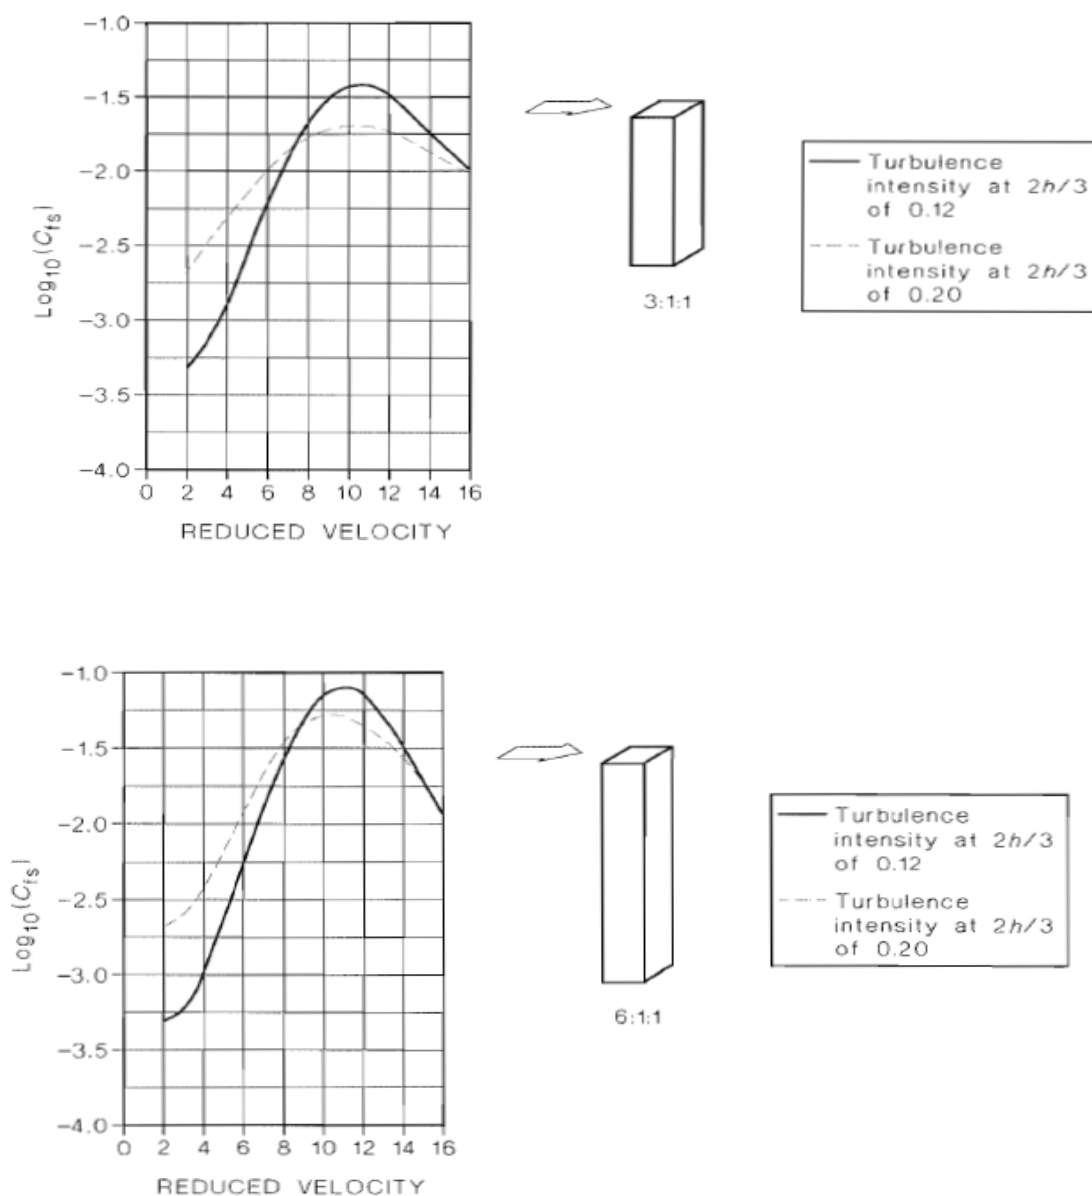 −1.0
−1.5
−2.0
−2.5
−3.0
−3.5
−4.0
Log10(Cfs)
0 2 4 6 8 10 12 14 16
REDUCED VELOCITY
3:1:1
Turbulence
intensity at 2h/3
of 0.12
Turbulence
intensity at 2h/3
of 0.20
−1.0
−1.5
−2.0
−2.5
−3.0
−3.5
−4.0
Log10(Cfs)
0 2 4 6 8 10 12 14 16
REDUCED VELOCITY
6:1:1
Turbulence
intensity at 2h/3
of 0.12
Turbulence
intensity at 2h/3
of 0.20